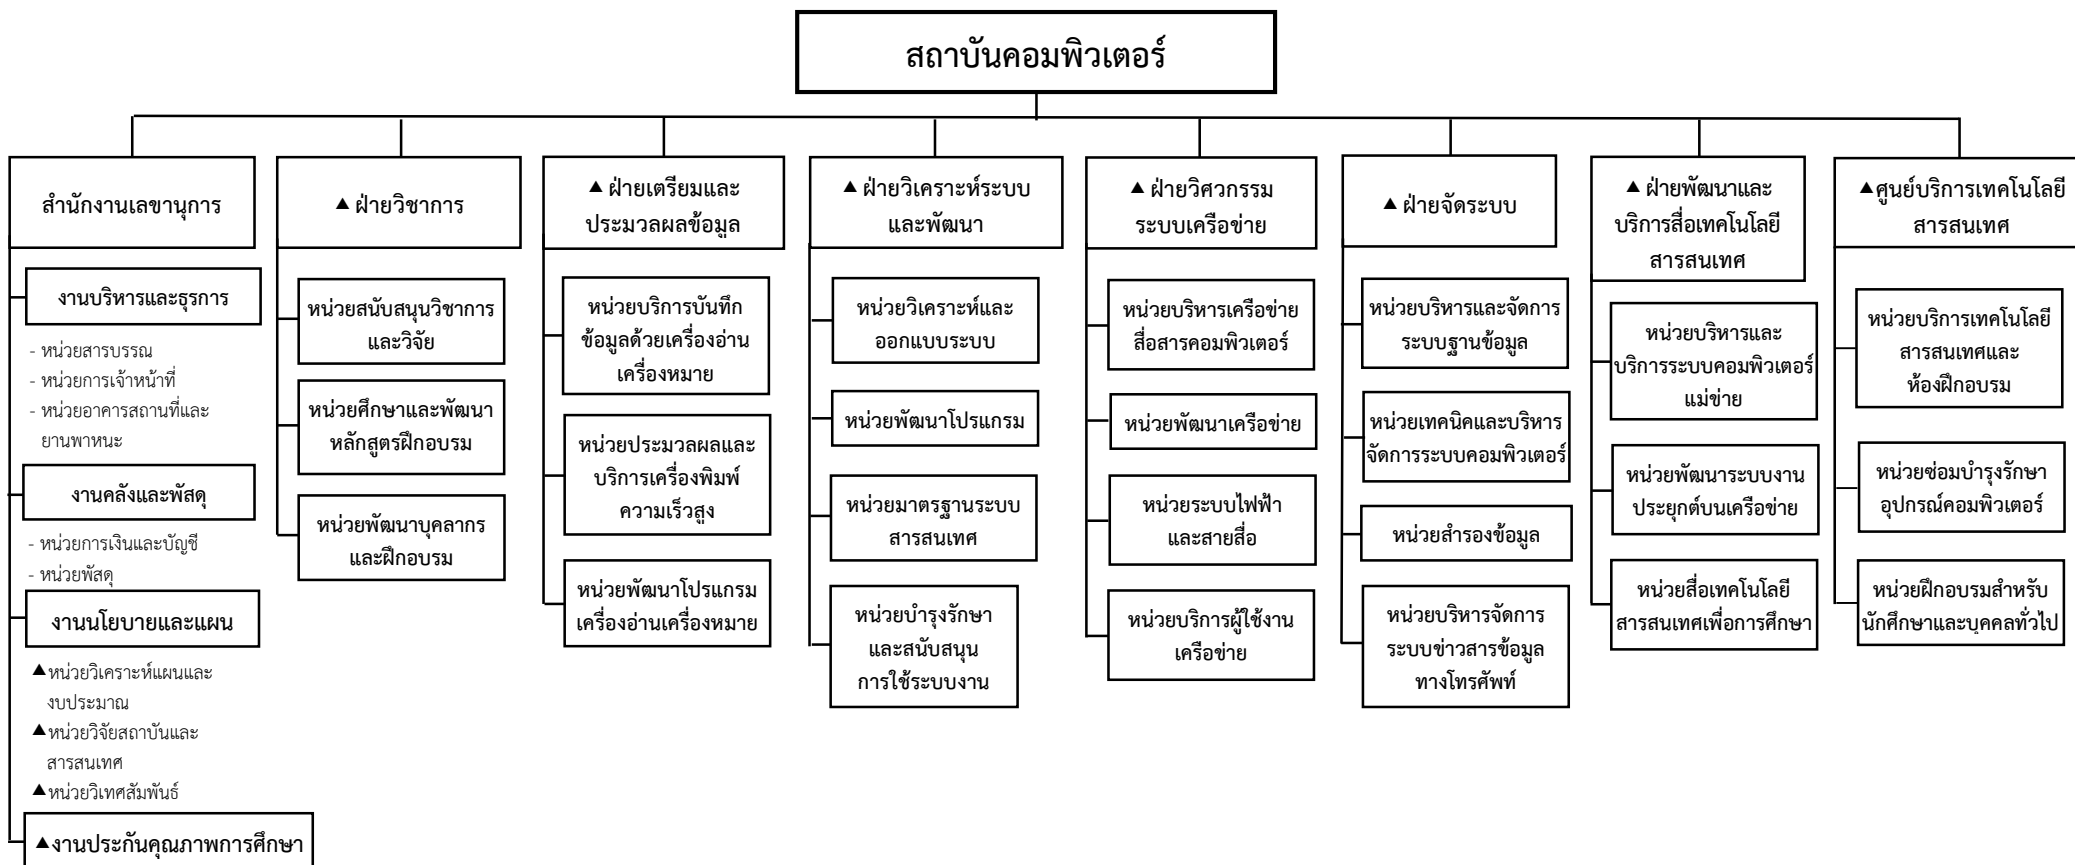 สถาบันคอมพิวเตอร์
สำนักงานเลขานุการ
งานบริหารและธุรการ
- หน่วยสารบรรณ
- หน่วยการเจ้าหน้าที่
- หน่วยอาคารสถานที่และ
ยานพาหนะ
งานคลังและพัสดุ
- หน่วยการเงินและบัญชี
- หน่วยพัสดุ
งานนโยบายและแผน
▲หน่วยวิเคราะห์แผนและ
งบประมาณ
▲หน่วยวิจัยสถาบันและ
สารสนเทศ
▲หน่วยวิเทศสัมพันธ์
▲งานประกันคุณภาพการศึกษา
▲ ฝ่ายวิชาการ
หน่วยสนับสนุนวิชาการ
และวิจัย
หน่วยศึกษาและพัฒนา
หลักสูตรฝึกอบรม
หน่วยพัฒนาบุคลากร
และฝึกอบรม
▲ ฝ่ายเตรียมและ
ประมวลผลข้อมูล
หน่วยบริการบันทึก
ข้อมูลด้วยเครื่องอ่าน
เครื่องหมาย
หน่วยประมวลผลและ
บริการเครื่องพิมพ์
ความเร็วสูง
หน่วยพัฒนาโปรแกรม
เครื่องอ่านเครื่องหมาย
▲ ฝ่ายวิเคราะห์ระบบ
และพัฒนา
หน่วยวิเคราะห์และ
ออกแบบระบบ
หน่วยพัฒนาโปรแกรม
หน่วยมาตรฐานระบบ
สารสนเทศ
หน่วยบำรุงรักษา
และสนับสนุน
การใช้ระบบงาน
▲ ฝ่ายวิศวกรรม
ระบบเครือข่าย
หน่วยบริหารเครือข่าย
สื่อสารคอมพิวเตอร์
หน่วยพัฒนาเครือข่าย
หน่วยระบบไฟฟ้า
และสายสื่อ
หน่วยบริการผู้ใช้งาน
เครือข่าย
▲ ฝ่ายจัดระบบ
หน่วยบริหารและจัดการ
ระบบฐานข้อมูล
หน่วยเทคนิคและบริหาร
จัดการระบบคอมพิวเตอร์
หน่วยสำรองข้อมูล
หน่วยบริหารจัดการ
ระบบข่าวสารข้อมูล
ทางโทรศัพท์
▲ ฝ่ายพัฒนาและ
บริการสื่อเทคโนโลยี
สารสนเทศ
หน่วยบริหารและ
บริการระบบคอมพิวเตอร์
แม่ข่าย
หน่วยพัฒนาระบบงาน
ประยุกต์บนเครือข่าย
หน่วยสื่อเทคโนโลยี
สารสนเทศเพื่อการศึกษา
▲ศูนย์บริการเทคโนโลยี
สารสนเทศ
หน่วยบริการเทคโนโลยี
สารสนเทศและ
ห้องฝึกอบรม
หน่วยซ่อมบำรุงรักษา
อุปกรณ์คอมพิวเตอร์
หน่วยฝึกอบรมสำหรับ
นักศึกษาและบุคคลทั่วไป